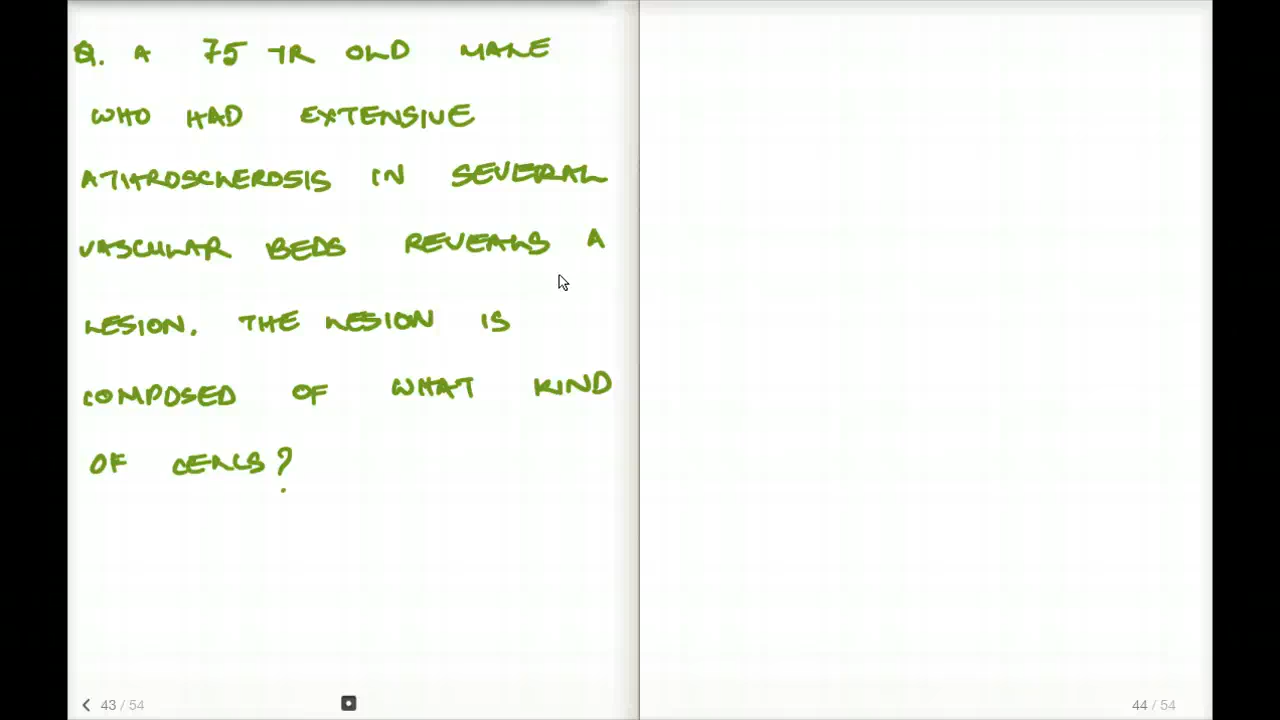 Q. A 75 YR OLD MALE
WHO HAD EXTENSIVE
ATHEROSCLEROSIS IN SEVERAL
VASCULAR BEDS REVEALS A
LESION. THE LESION IS
COMPOSED OF WHAT KIND
OF CELLS?
43 / 54
44 / 54